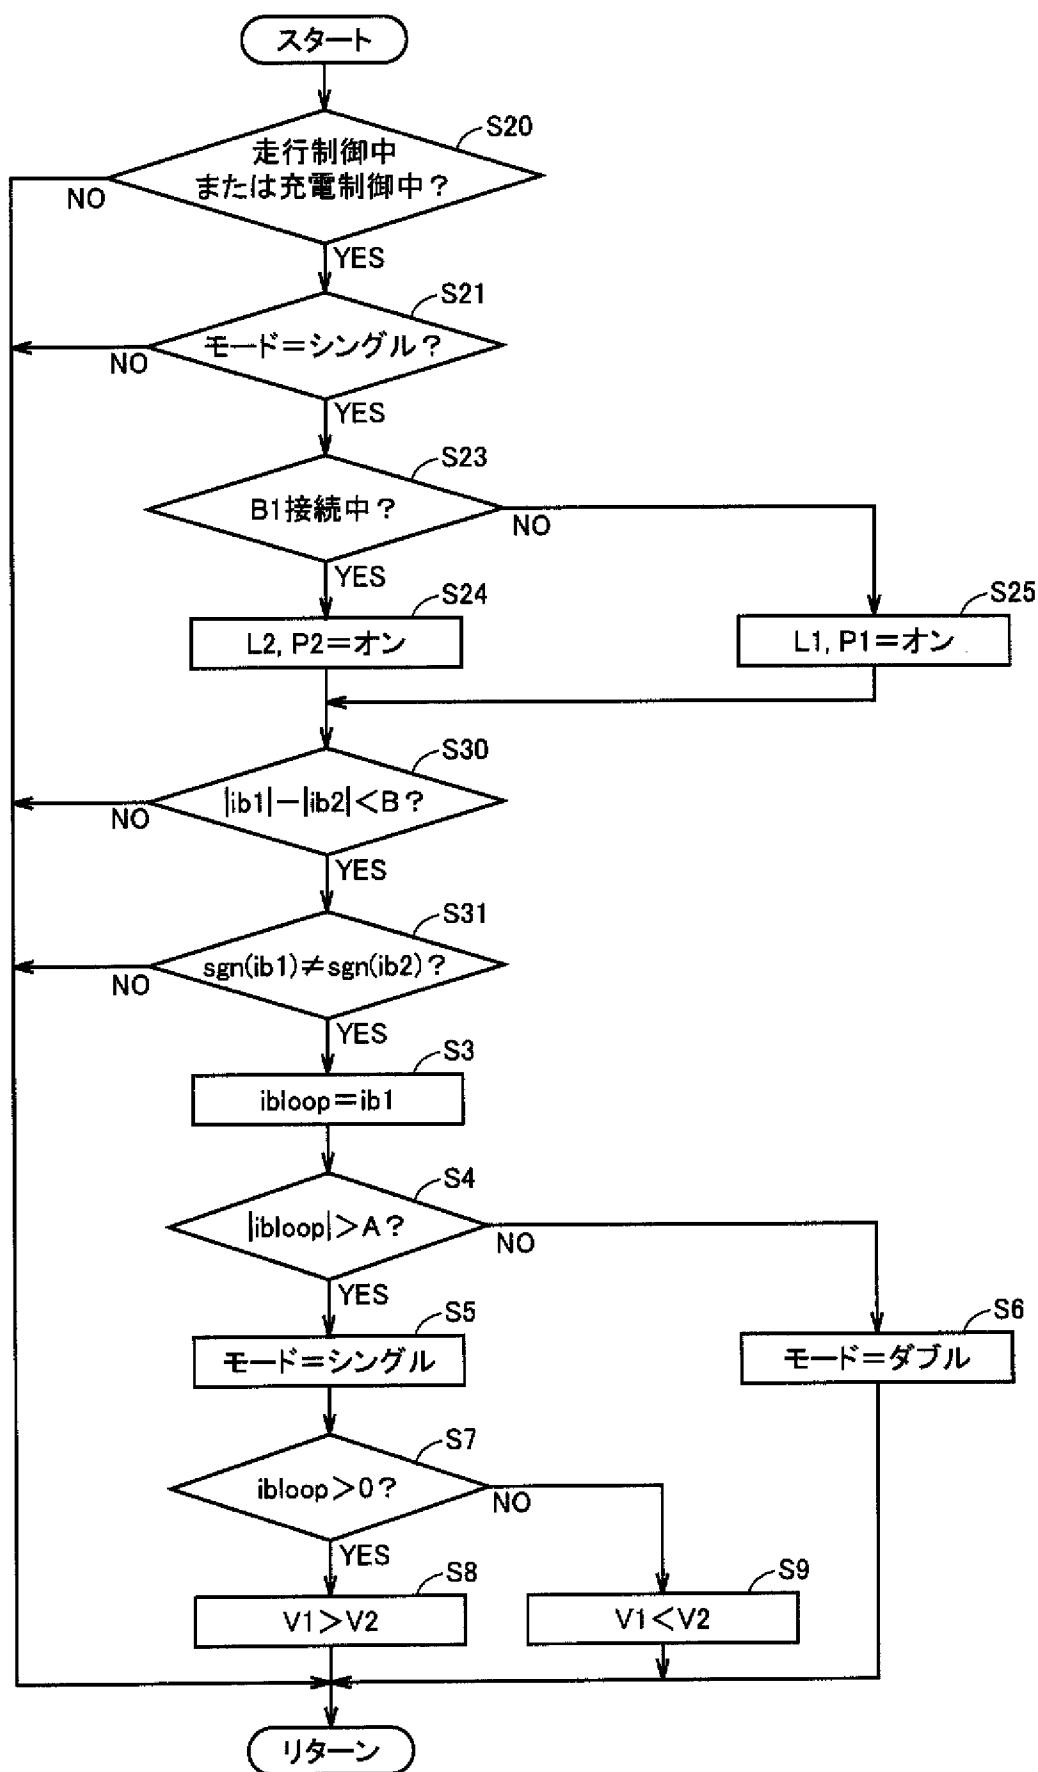 スタート
S20
走行制御中
または充電制御中？
NO
YES
S21
モード＝シングル？
NO
YES
S23
B1接続中？
NO
YES
S24
L2, P2＝オン
S25
L1, P1＝オン
S30
|ib1|－|ib2|＜B？
NO
YES
S31
sgn(ib1)≠sgn(ib2)？
NO
YES
S3
ibloop＝ib1
S4
|ibloop|＞A？
NO
YES
S5
モード＝シングル
S6
モード＝ダブル
S7
ibloop＞0？
NO
YES
S8
V1＞V2
S9
V1＜V2
リターン